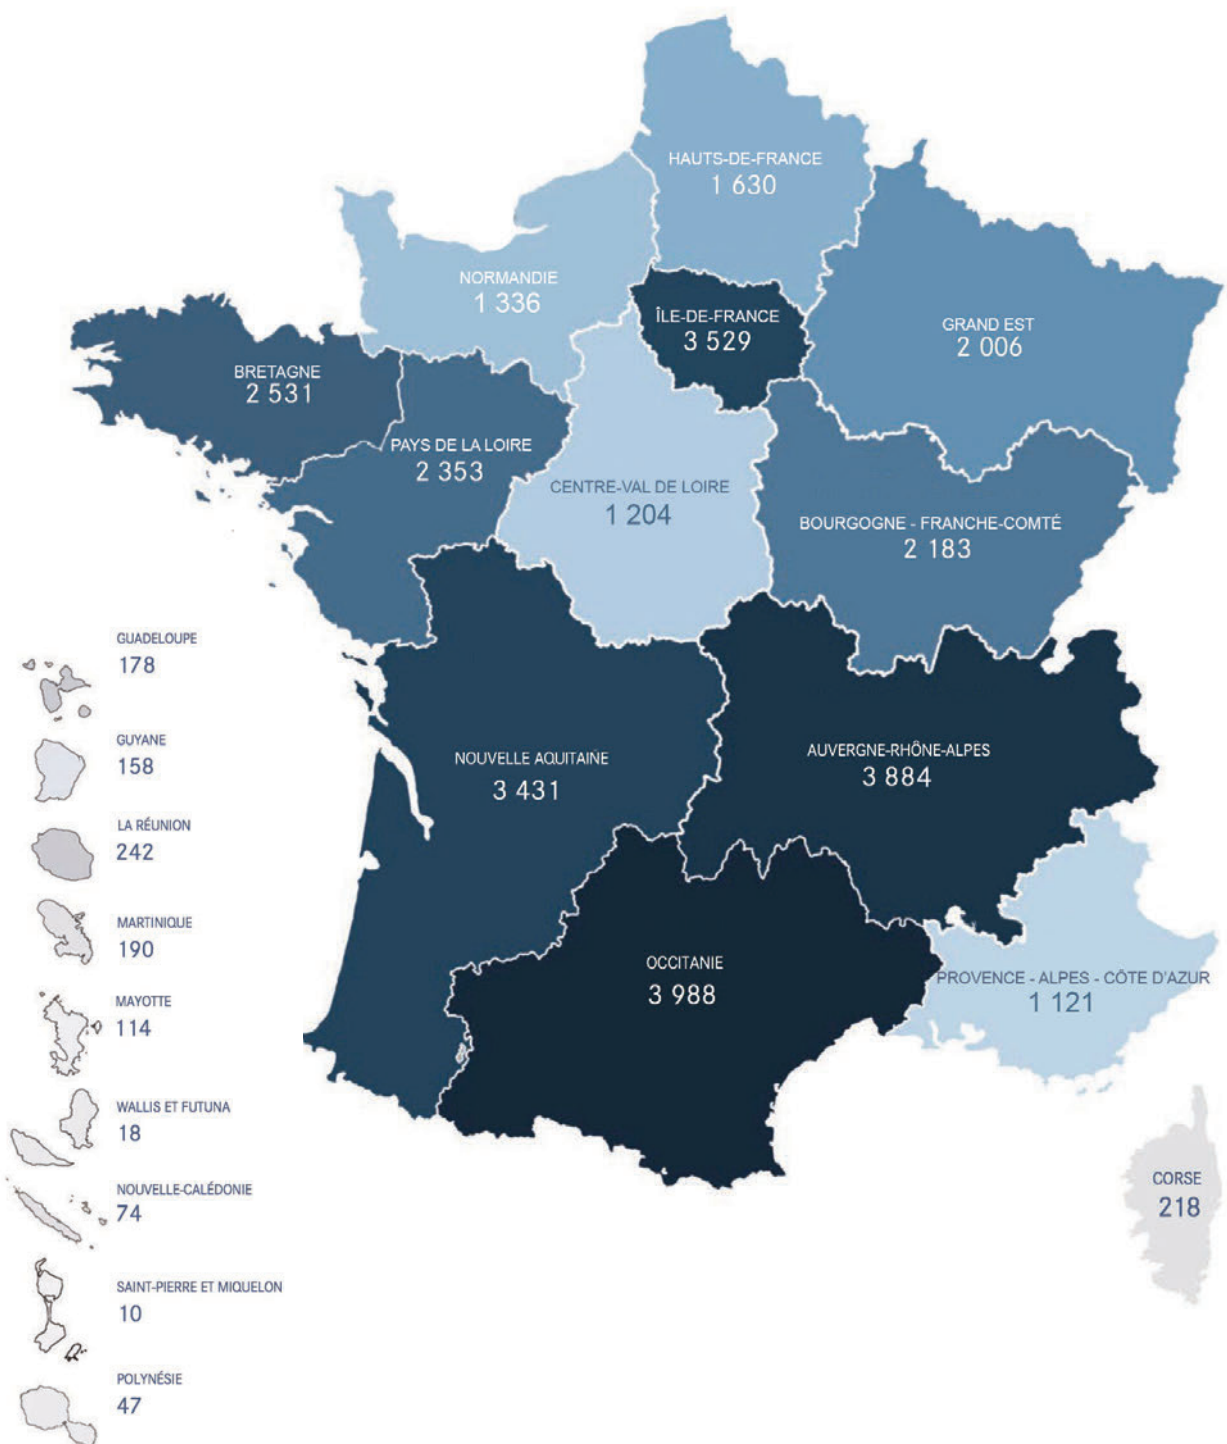 HAUTS-DE-FRANCE
1 630
NORMANDIE
1 336
ÎLE-DE-FRANCE
3 529
GRAND EST
2 006
BRETAGNE
2 531
PAYS DE LA LOIRE
2 353
CENTRE-VAL DE LOIRE
1 204
BOURGOGNE - FRANCHE-COMTÉ
2 183
NOUVELLE AQUITAINE
3 431
AUVERGNE-RHÔNE-ALPES
3 884
OCCITANIE
3 988
PROVENCE - ALPES - CÔTE D'AZUR
1 121
CORSE
218
GUADELOUPE
178
GUYANE
158
LA RÉUNION
242
MARTINIQUE
190
MAYOTTE
114
WALLIS ET FUTUNA
18
NOUVELLE-CALÉDONIE
74
SAINT-PIERRE ET MIQUELON
10
POLYNÉSIE
47